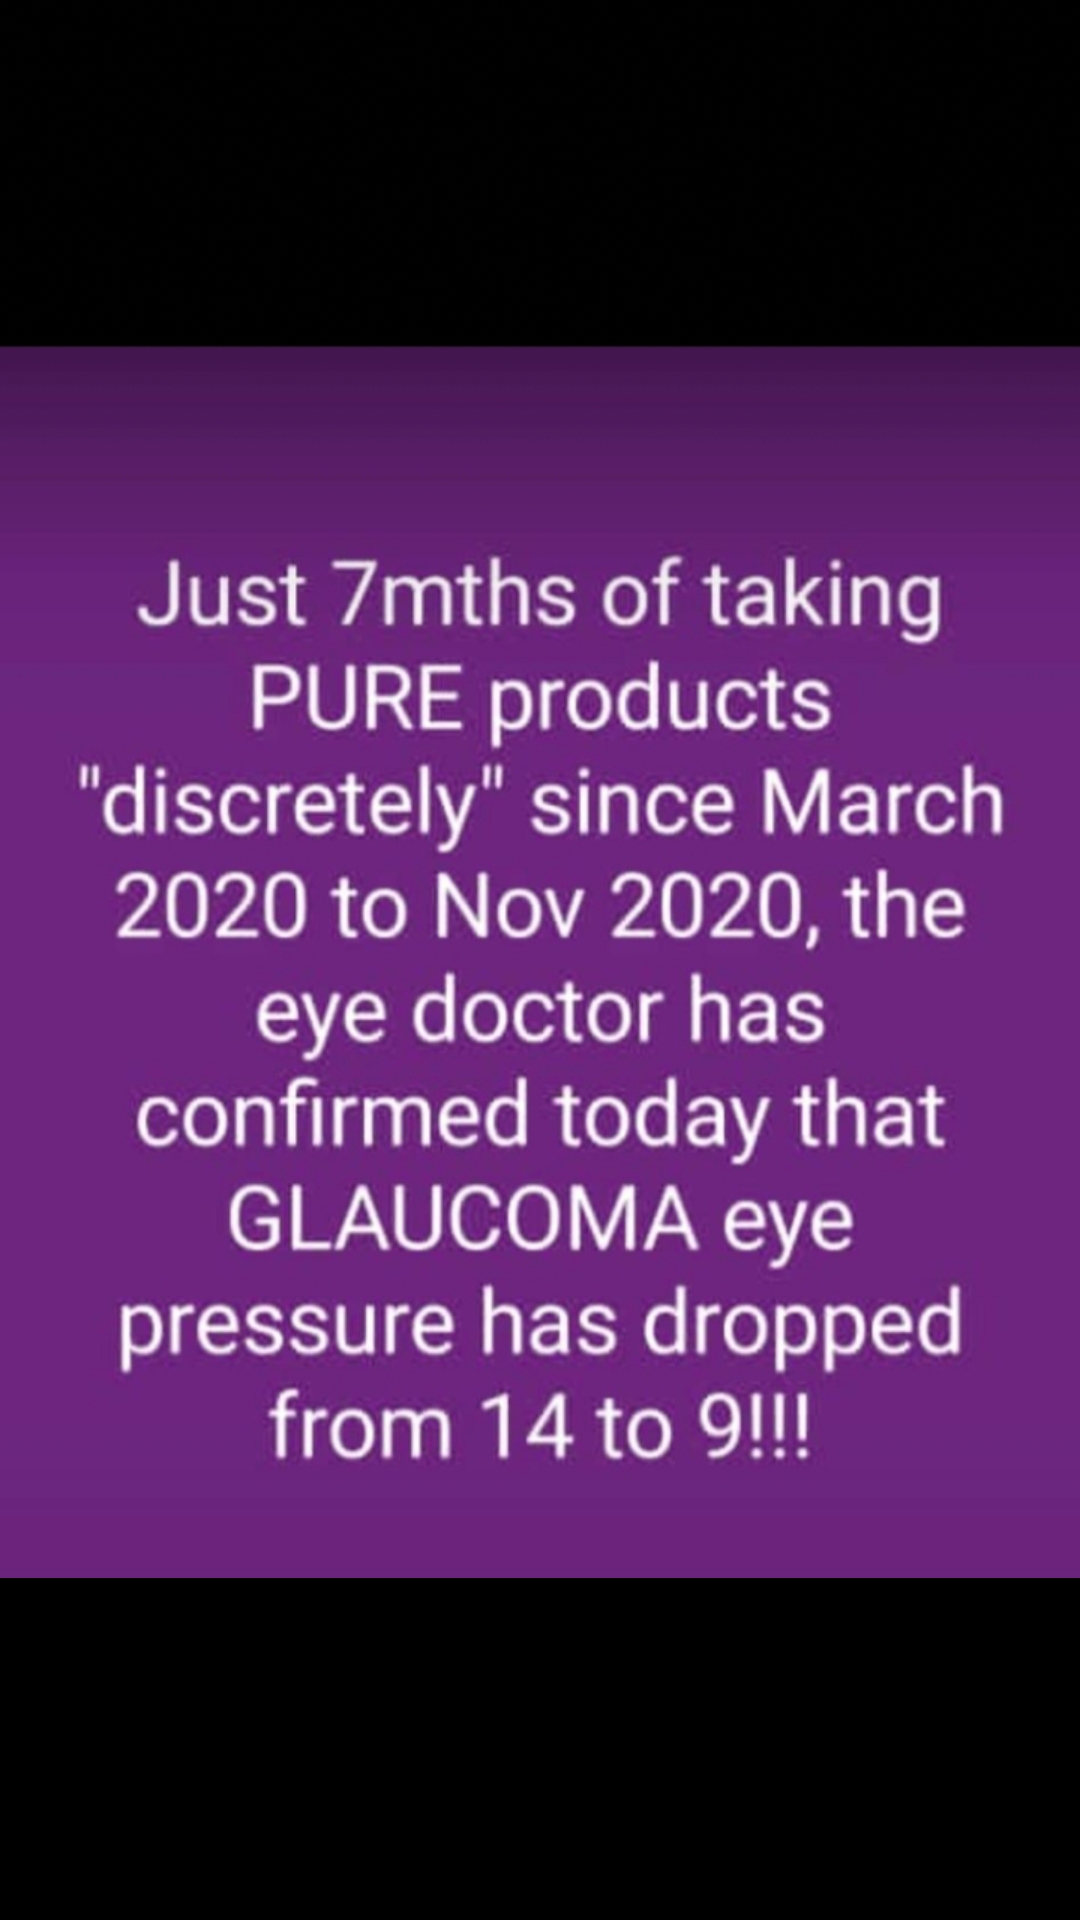 Just 7mths of taking
PURE products
"discretely" since March
2020 to Nov 2020, the
eye doctor has
confirmed today that
GLAUCOMA eye
pressure has dropped
from 14 to 9!!!